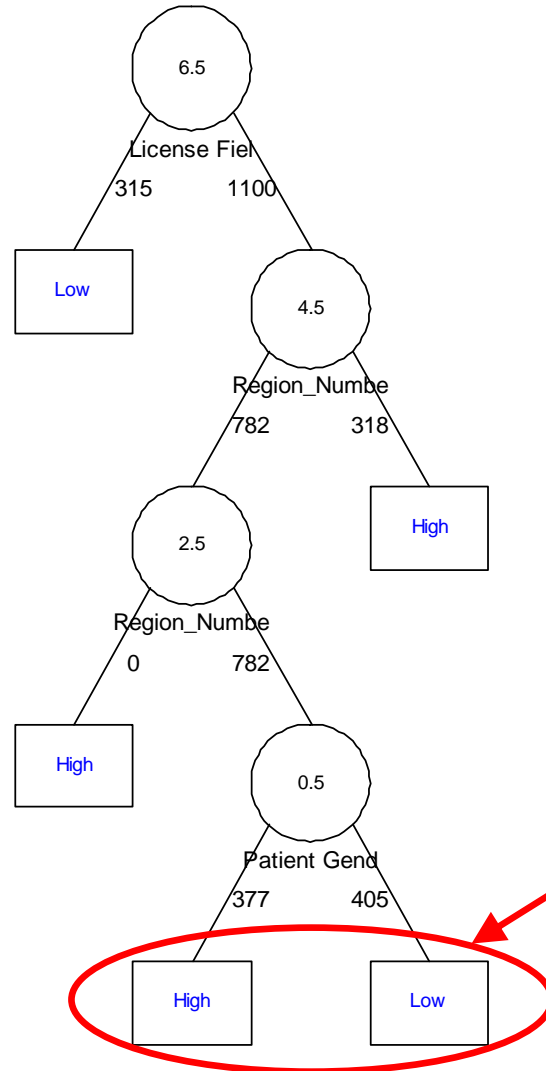 6.5
License Fiel
315 1100
Low
4.5
Region_Numbe
782 318
2.5
High
Region_Numbe
0 782
High
0.5
Patient Gend
377 405
High Low